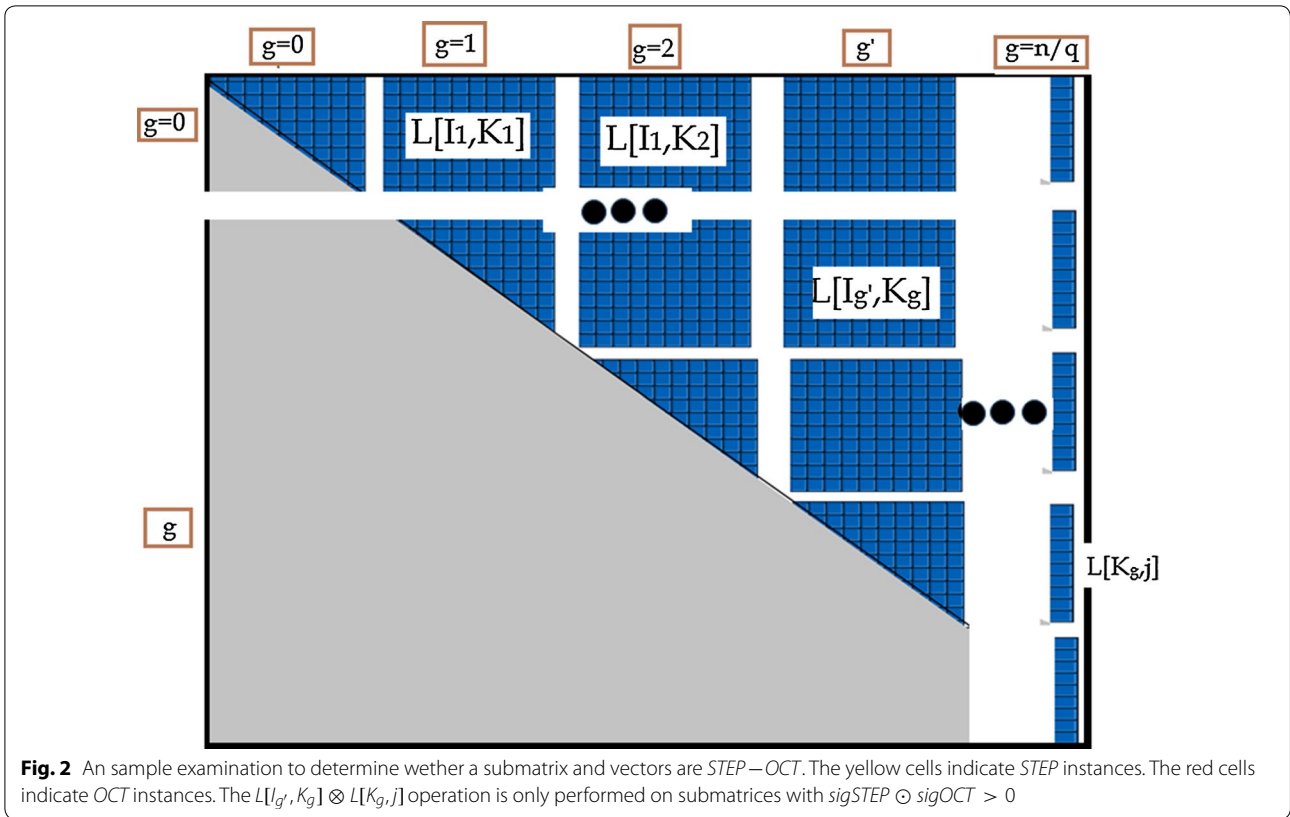 g=0
g=1
g=2
g'
g=n/q
g=0
L[I1,K1]
L[I1,K2]
L[Ig',Kg]
g
L[Kg,j]
Fig. 2 An sample examination to determine wether a submatrix and vectors are STEP−OCT. The yellow cells indicate STEP instances. The red cells
indicate OCT instances. The L[Ig′, Kg] ⊗ L[Kg, j] operation is only performed on submatrices with sigSTEP ⊙ sigOCT > 0